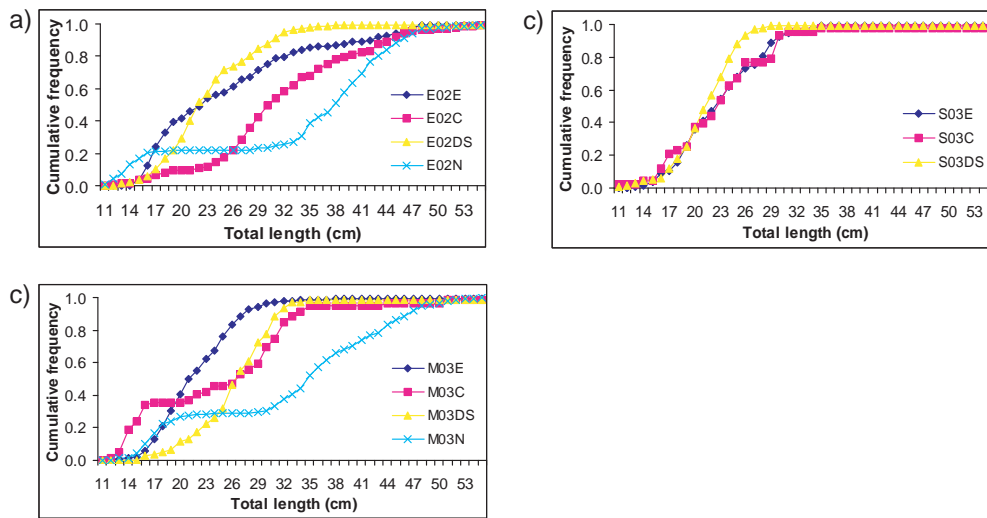 a)
Cumulative frequency
1.0
0.8
0.6
0.4
0.2
0.0
11 14 17 20 23 26 29 32 35 38 41 44 47 50 53
Total length (cm)
E02E
E02C
E02DS
E02N
c)
Cumulative frequency
1.0
0.8
0.6
0.4
0.2
0.0
11 14 17 20 23 26 29 32 35 38 41 44 47 50 53
Total length (cm)
S03E
S03C
S03DS
c)
Cumulative frequency
1.0
0.8
0.6
0.4
0.2
0.0
11 14 17 20 23 26 29 32 35 38 41 44 47 50 53
Total length (cm)
M03E
M03C
M03DS
M03N